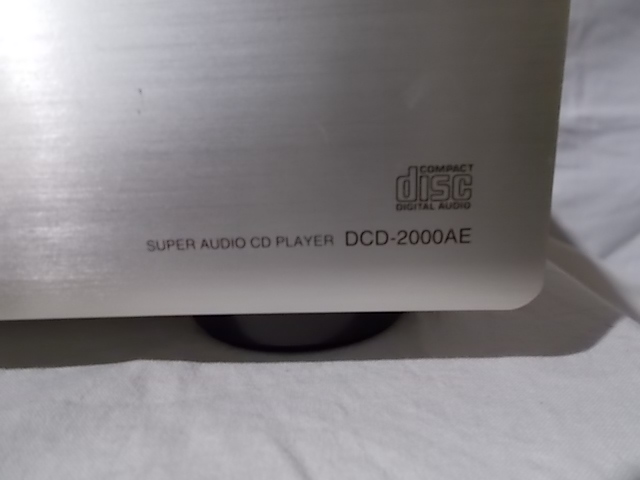 COMPACT
disc
DIGITAL AUDIO
SUPER AUDIO CD PLAYER DCD-2000AE